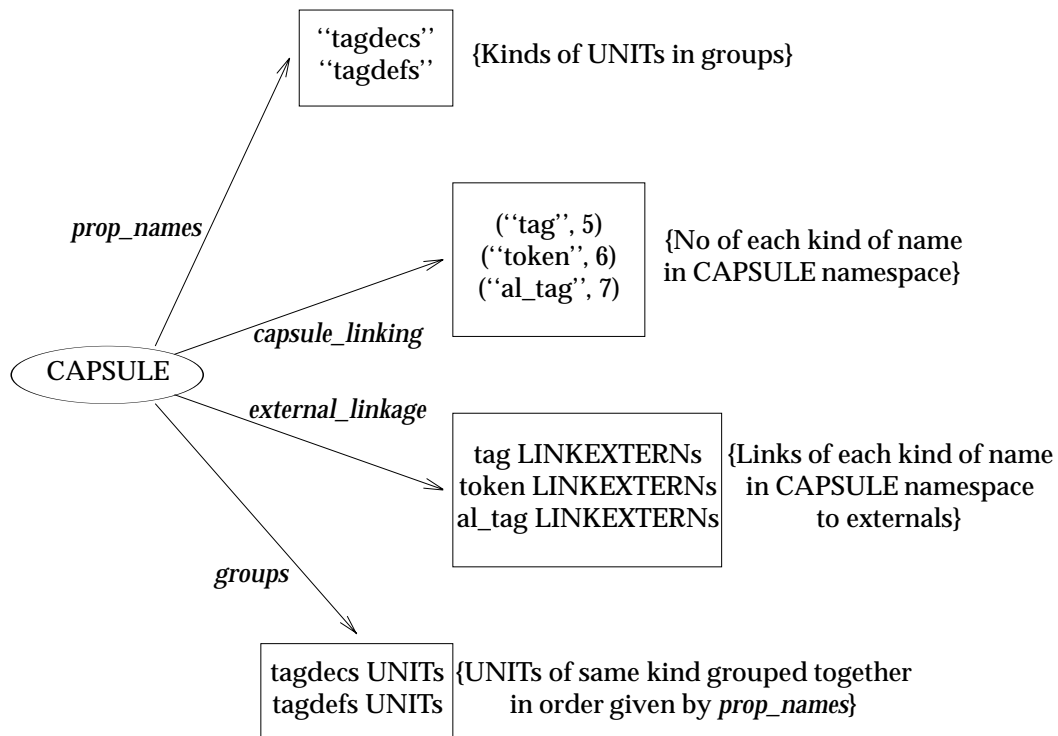 ‘‘tagdecs’’
‘‘tagdefs’’
{Kinds of UNITs in groups}
prop_names
(‘‘tag’’, 5)
(‘‘token’’, 6)
(‘‘al_tag’’, 7)
{No of each kind of name
in CAPSULE namespace}
capsule_linking
CAPSULE
external_linkage
tag LINKEXTERNs
token LINKEXTERNs
al_tag LINKEXTERNs
{Links of each kind of name
in CAPSULE namespace
to externals}
groups
tagdecs UNITs
tagdefs UNITs
{UNITs of same kind grouped together
in order given by prop_names}